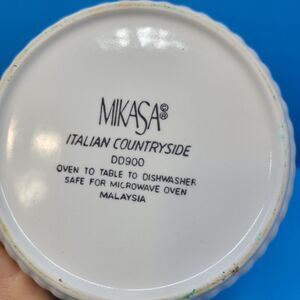 MIKASA©®
ITALIAN COUNTRYSIDE
DD900
OVEN TO TABLE TO DISHWASHER
SAFE FOR MICROWAVE OVEN
MALAYSIA